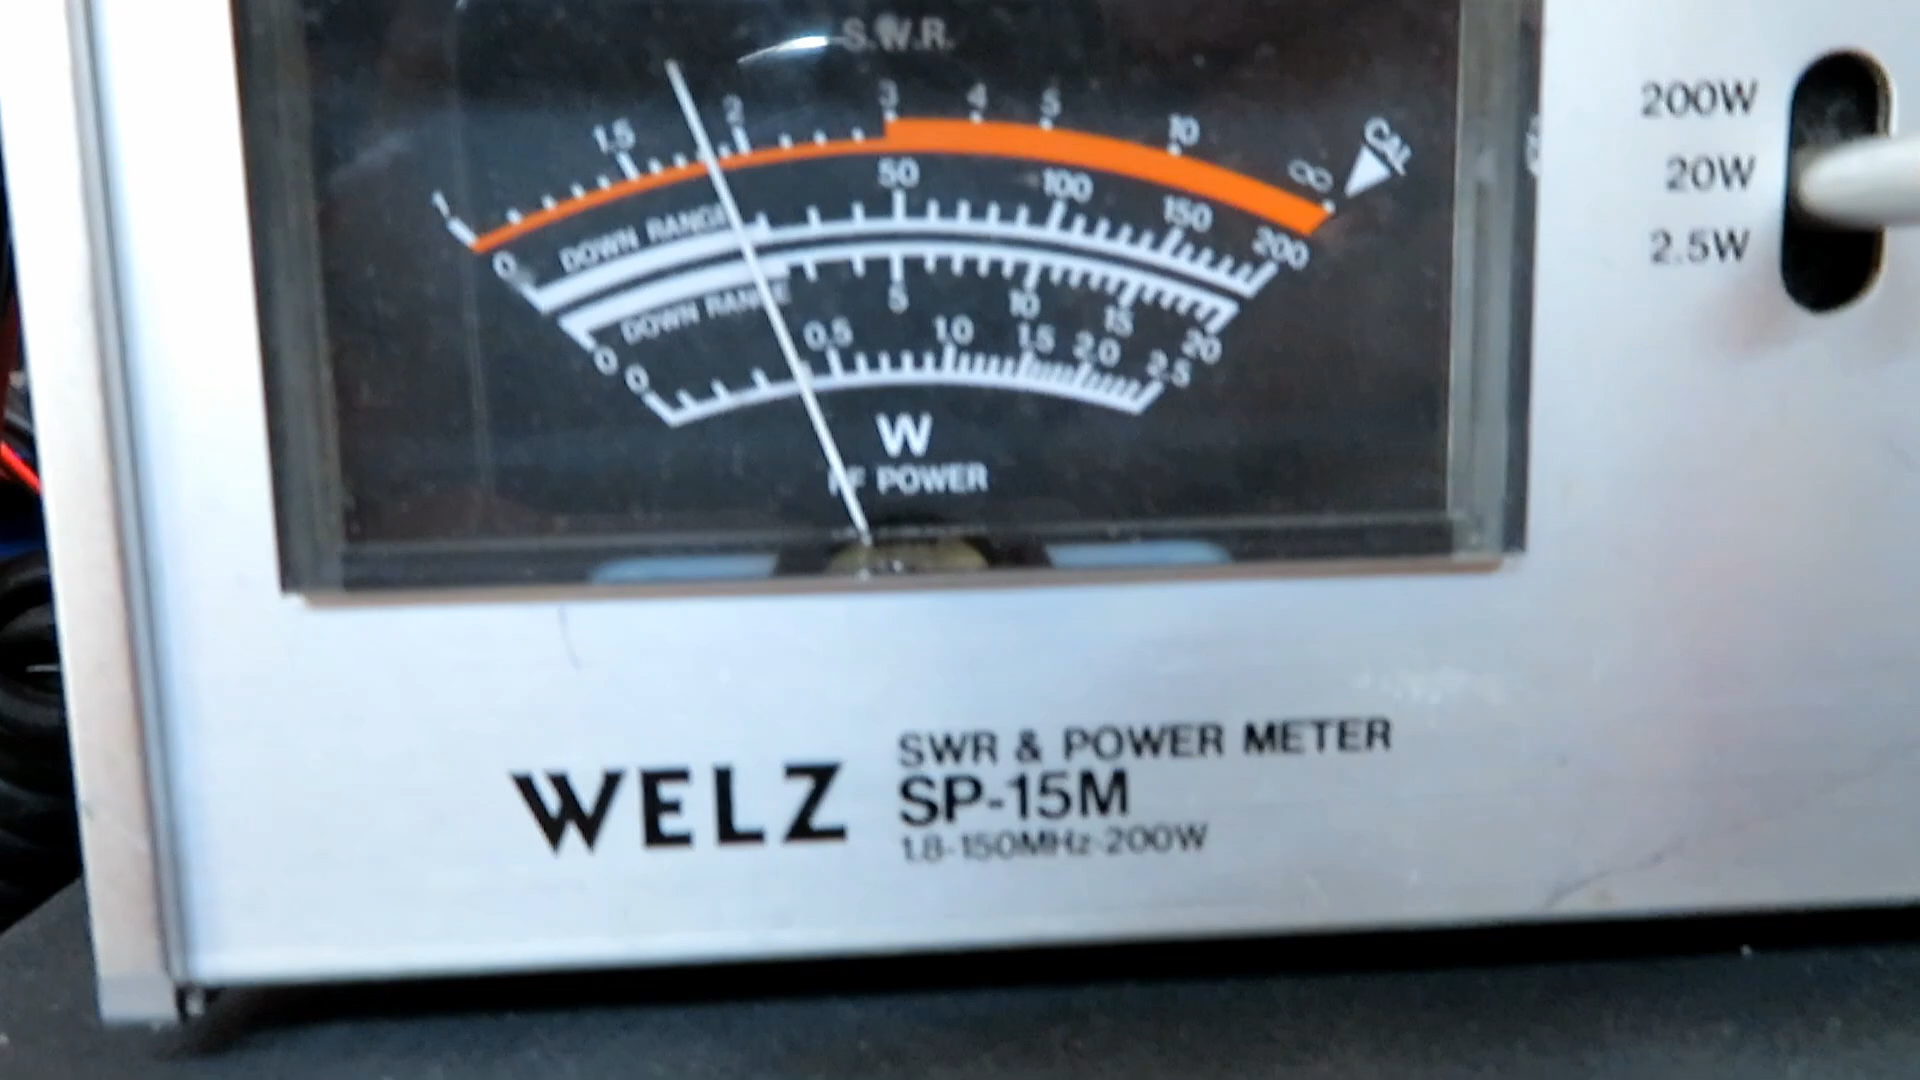 S.W.R.
1 1.5 2 3 4 5 10 ∞ CAL
0 DOWN RANGE 50 100 150 200
0 DOWN RANGE 5 10 15 20
0 0.5 1.0 1.5 2.0 2.5
W
RF POWER
200W
20W
2.5W
WELZ
SWR & POWER METER
SP-15M
1.8-150MHz-200W